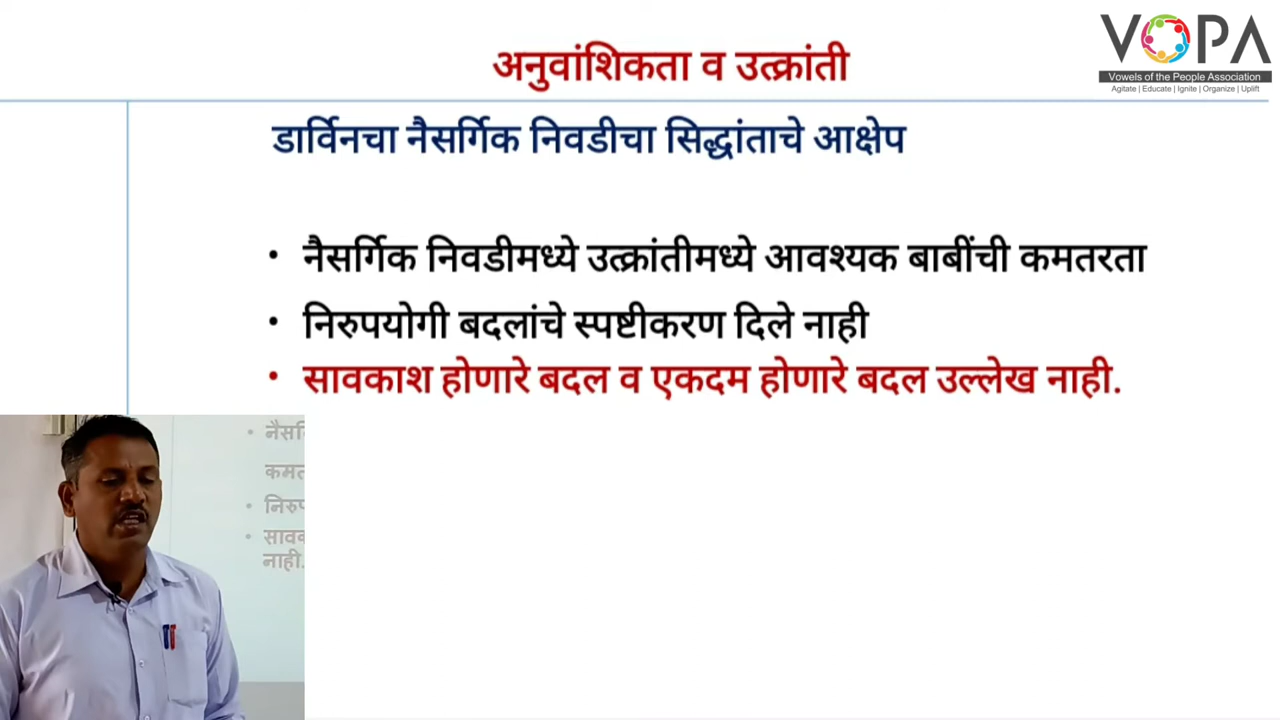 अनुवांशिकता व उत्क्रांती
VOPA
Vowels of the People Association
Agitate | Educate | Ignite | Organize | Uplift
डार्विनचा नैसर्गिक निवडीचा सिद्धांताचे आक्षेप
• नैसर्गिक निवडीमध्ये उत्क्रांतीमध्ये आवश्यक बाबींची कमतरता
• निरुपयोगी बदलांचे स्पष्टीकरण दिले नाही
• सावकाश होणारे बदल व एकदम होणारे बदल उल्लेख नाही.
नाही.